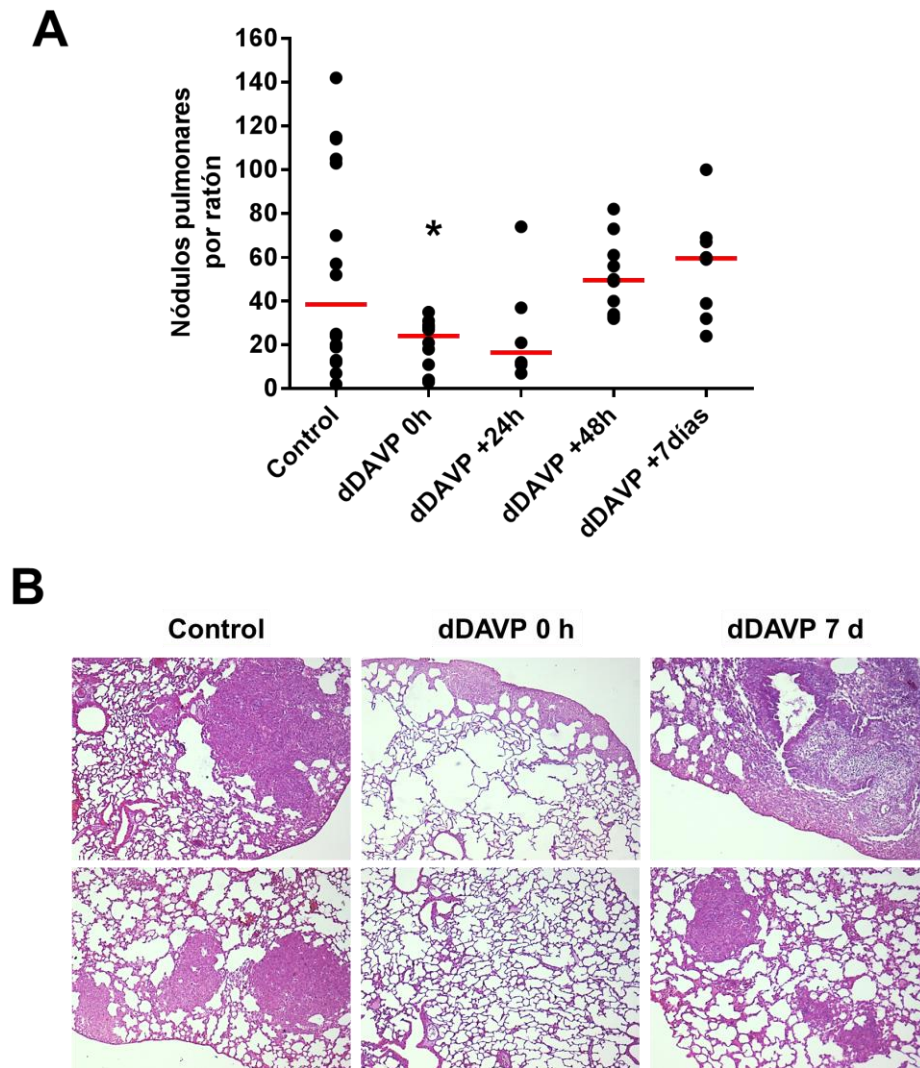 A
Nódulos pulmonares
por ratón
160
140
120
100
80
60
40
20
0
*
Control
dDAVP 0h
dDAVP +24h
dDAVP +48h
dDAVP +7días
B
Control
dDAVP 0 h
dDAVP 7 d